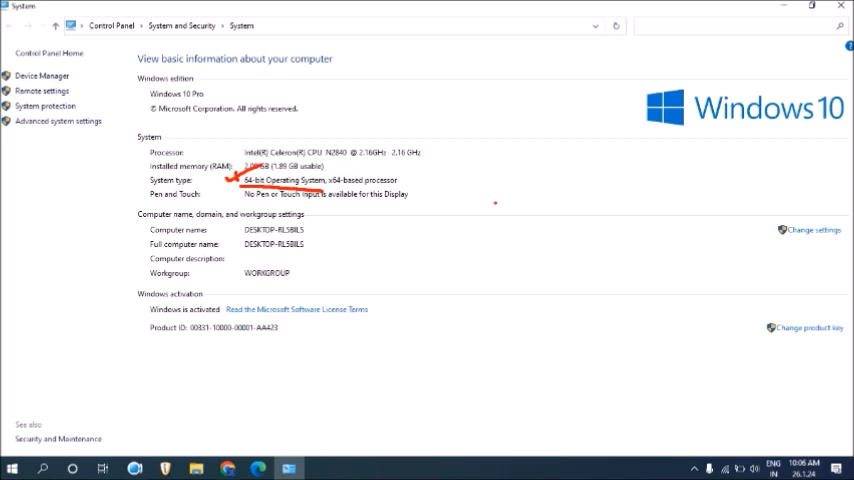 System
Control Panel > System and Security > System
Control Panel Home
Device Manager
Remote settings
System protection
Advanced system settings
View basic information about your computer
Windows edition
Windows 10 Pro
© Microsoft Corporation. All rights reserved.
Windows 10
System
Processor: Intel(R) Celeron(R) CPU N2840 @ 2.16GHz 2.16 GHz
Installed memory (RAM): 2.00 GB (1.89 GB usable)
System type: 64-bit Operating System, x64-based processor
Pen and Touch: No Pen or Touch Input is available for this Display
Computer name, domain, and workgroup settings
Computer name: DESKTOP-RL5BILS
Change settings
Full computer name: DESKTOP-RL5BILS
Computer description:
Workgroup: WORKGROUP
Windows activation
Windows is activated Read the Microsoft Software License Terms
Product ID: 00331-10000-00001-AA423
Change product key
See also
Security and Maintenance
ENG
IN
10:06 AM
26.1.24